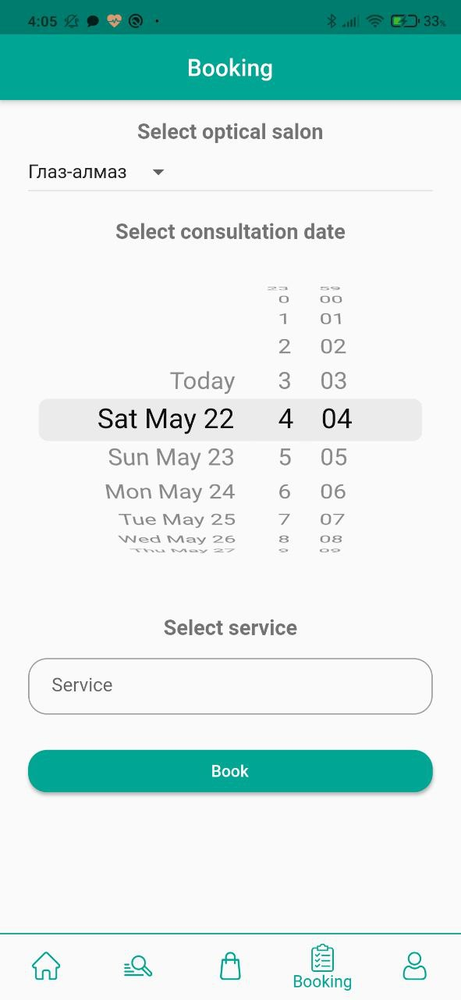 4:05 33%
Booking
Select optical salon
Глаз-алмаз
Select consultation date
23 59
0 00
1 01
2 02
Today 3 03
Sat May 22 4 04
Sun May 23 5 05
Mon May 24 6 06
Tue May 25 7 07
Wed May 26 8 08
Thu May 27 9 09
Select service
Service
Book
Booking